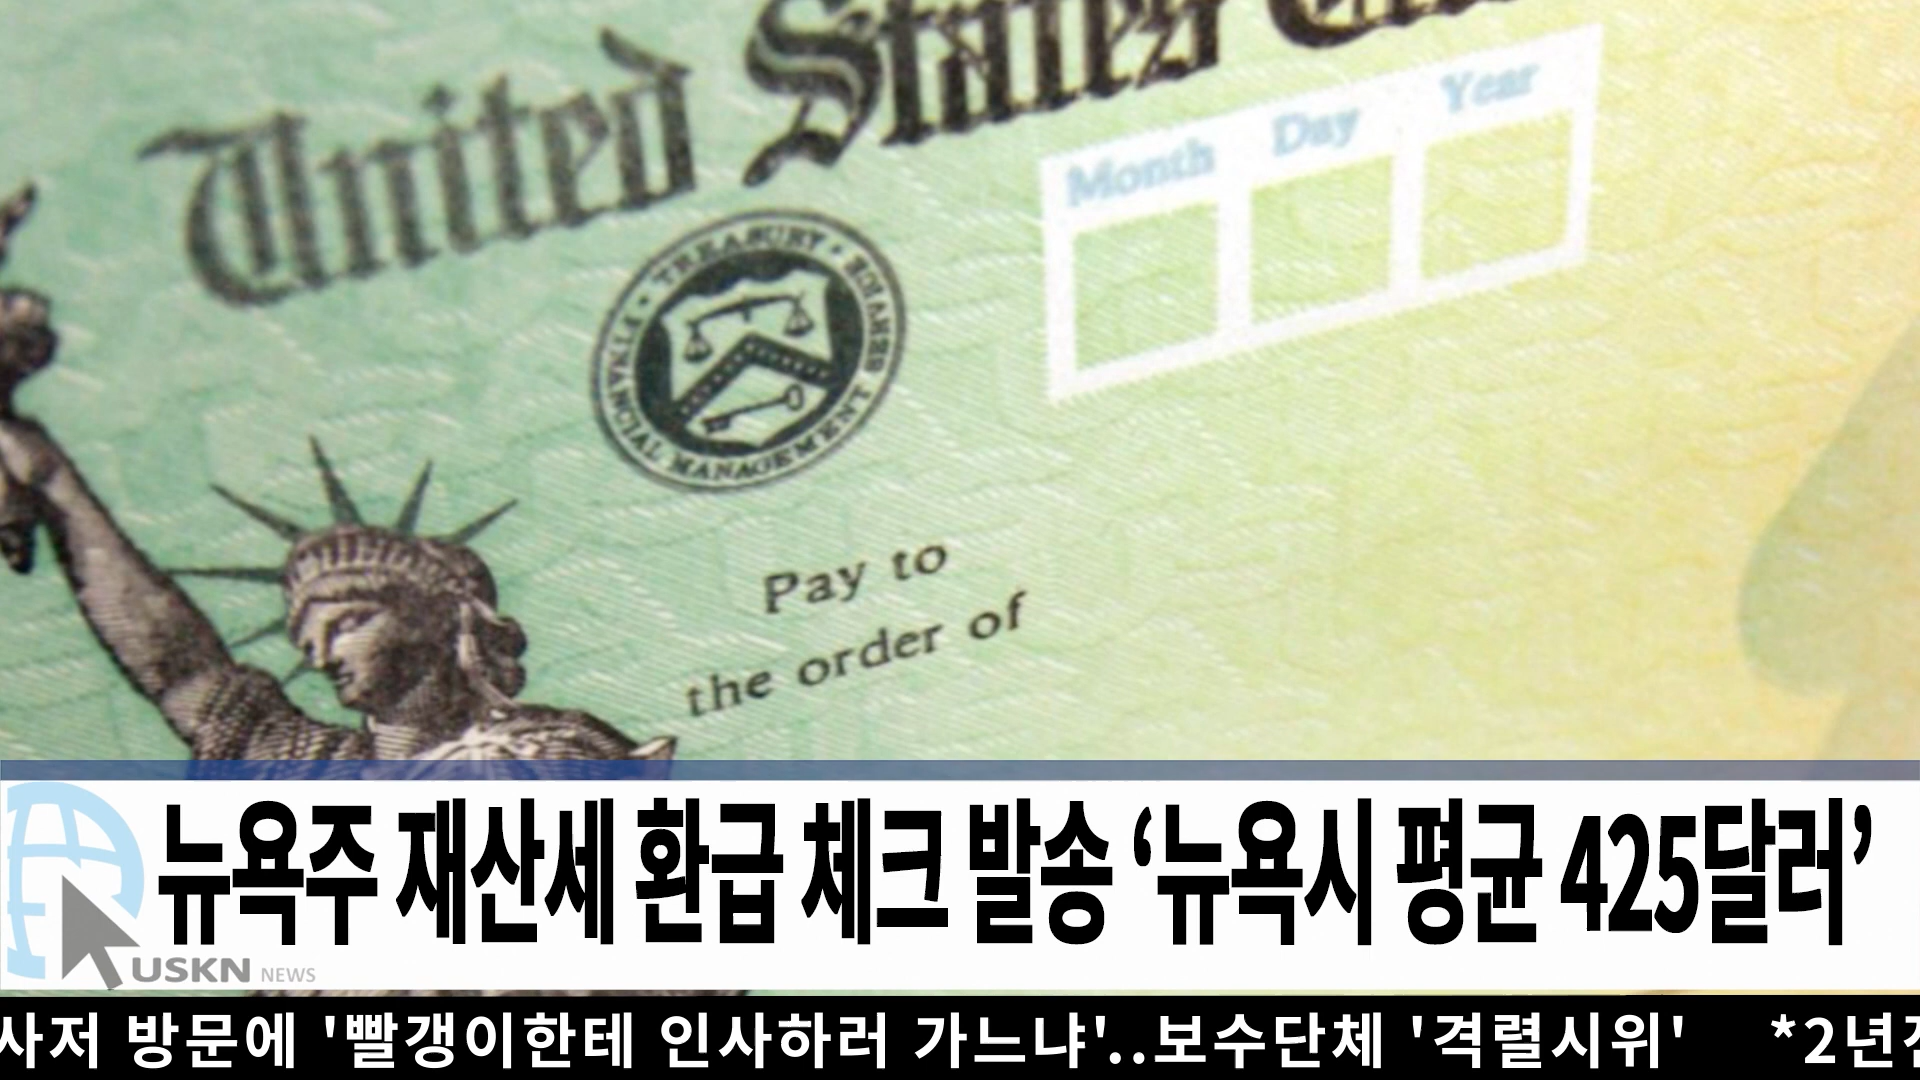 United States
Month Day Year
TREASURY
FINANCIAL MANAGEMENT
Pay to
the order of
뉴욕주 재산세 환급 체크 발송 ‘뉴욕시 평균 425달러’
USKN NEWS
사저 방문에 '빨갱이한테 인사하러 가느냐'..보수단체 '격렬시위' *2년